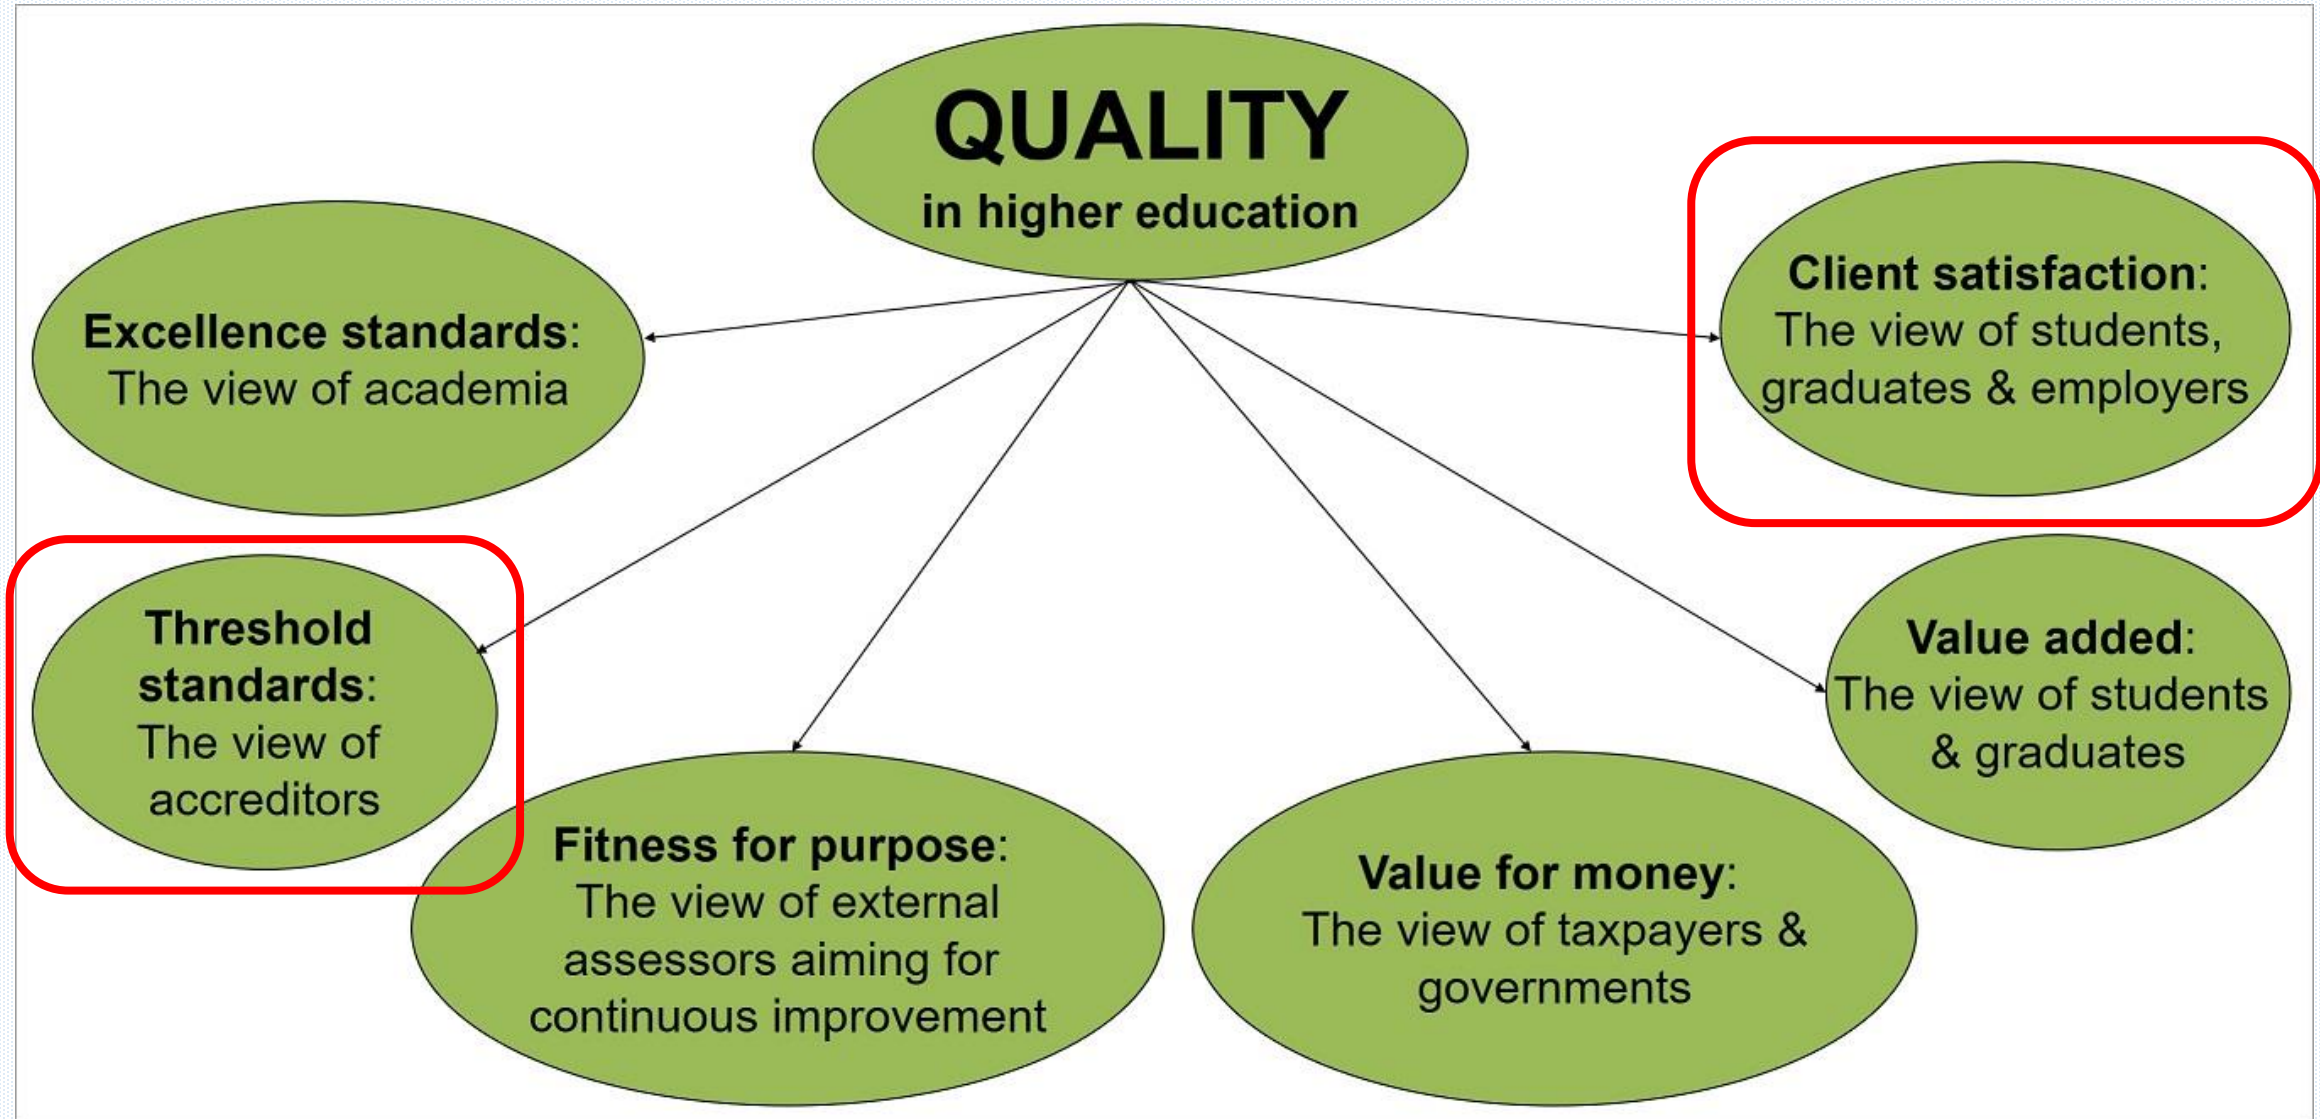 QUALITY
in higher education
Excellence standards:
The view of academia
Client satisfaction:
The view of students,
graduates & employers
Threshold
standards:
The view of
accreditors
Fitness for purpose:
The view of external
assessors aiming for
continuous improvement
Value for money:
The view of taxpayers &
governments
Value added:
The view of students
& graduates